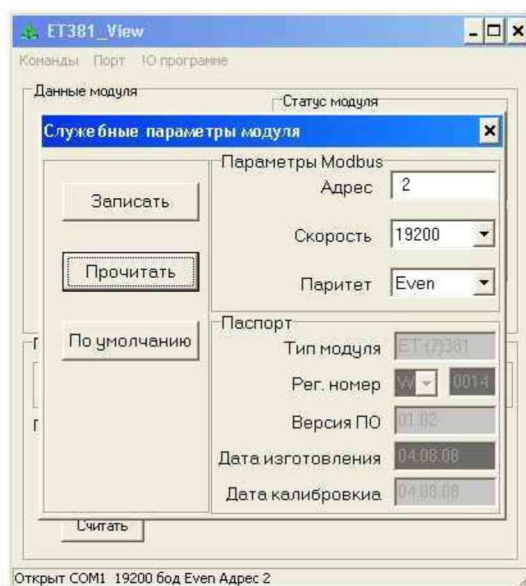 ET381_View
Команды Порт !О програме
Данные модуля
Статус модуля
Служебные параметры модуля
Записать
Прочитать
По умолчанию
Параметры Modbus
Адрес 2
Скорость 19200
Паритет Even
Паспорт
Тип модуля ET (7)381
Рег. номер W 0014
Версия ПО 01.02
Дата изготовления 04.08.08
Дата калибровкиа 04.08.08
Считать
Открыт COM1 19200 бод Even Адрес 2